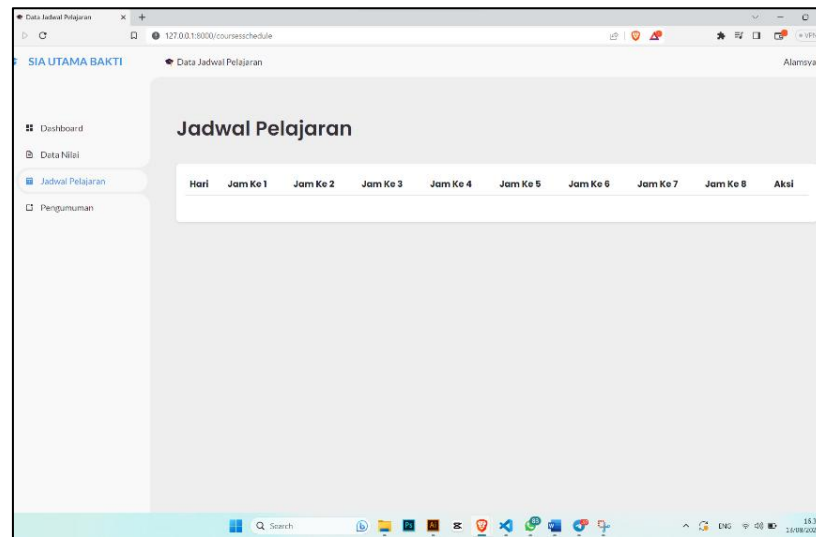 Data Jadwal Pelajaran
127.0.0.1:8000/coursesschedule
SIA UTAMA BAKTI
Data Jadwal Pelajaran
Alamsya
Dashboard
Data Nilai
Jadwal Pelajaran
Pengumuman
Jadwal Pelajaran
Hari Jam Ke 1 Jam Ke 2 Jam Ke 3 Jam Ke 4 Jam Ke 5 Jam Ke 6 Jam Ke 7 Jam Ke 8 Aksi
Search
ENG